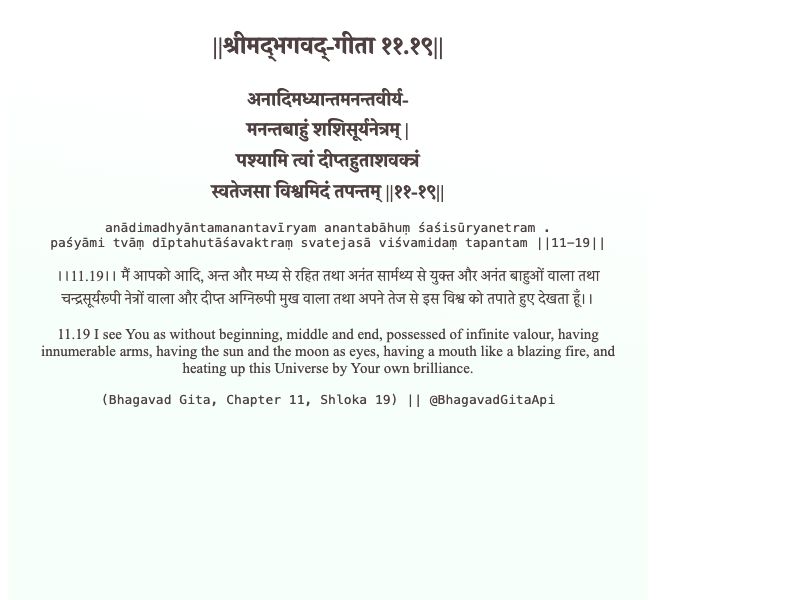 ||श्रीमद्‍भगवद्‍-गीता ११.१९||
अनादिमध्यान्तमनन्तवीर्य-
मनन्तबाहुं शशिसूर्यनेत्रम् |
पश्यामि त्वां दीप्तहुताशवक्त्रं
स्वतेजसा विश्वमिदं तपन्तम् ||११-१९||
anādimadhyāntamanantavīryam anantabāhuṃ śaśisūryanetram .
paśyāmi tvāṃ dīptahutāśavaktraṃ svatejasā viśvamidaṃ tapantam ||11-19||
।।11.19।। मैं आपको आदि, अन्त और मध्य से रहित तथा अनंत सार्मथ्य से युक्त और अनंत बाहुओं वाला तथा
चन्द्रसूर्यरूपी नेत्रों वाला और दीप्त अग्निरूपी मुख वाला तथा अपने तेज से इस विश्व को तपाते हुए देखता हूँ।।
11.19 I see You as without beginning, middle and end, possessed of infinite valour, having
innumerable arms, having the sun and the moon as eyes, having a mouth like a blazing fire, and
heating up this Universe by Your own brilliance.
(Bhagavad Gita, Chapter 11, Shloka 19) || @BhagavadGitaApi